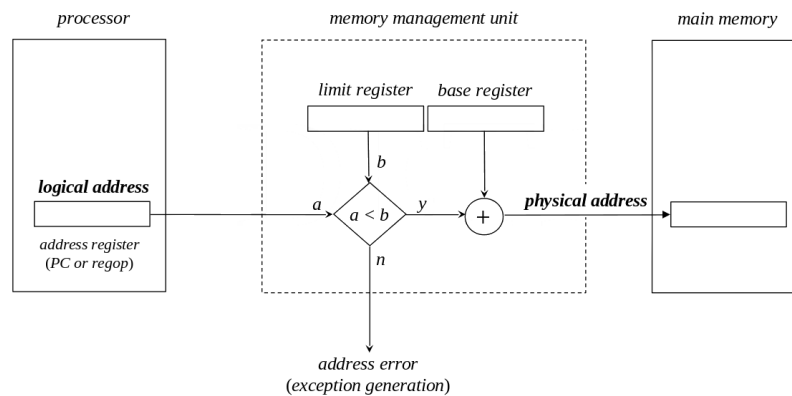 processor
memory management unit
main memory
limit register
base register
b
logical address
a
a < b
y
+
physical address
address register
(PC or regop)
n
address error
(exception generation)